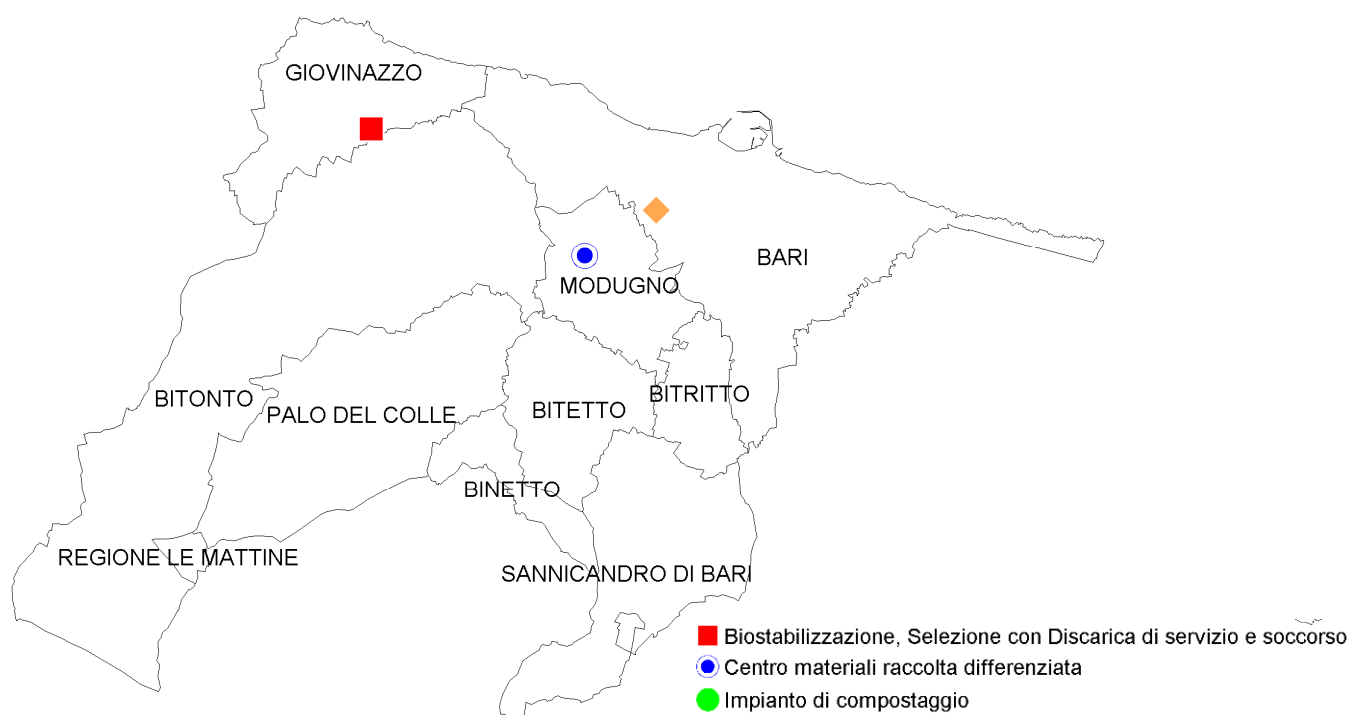 GIOVINAZZO
BARI
MODUGNO
BITONTO
PALO DEL COLLE
BITETTO
BITRITTO
BINETTO
REGIONE LE MATTINE
SANNICANDRO DI BARI
Biostabilizzazione, Selezione con Discarica di servizio e soccorso
Centro materiali raccolta differenziata
Impianto di compostaggio